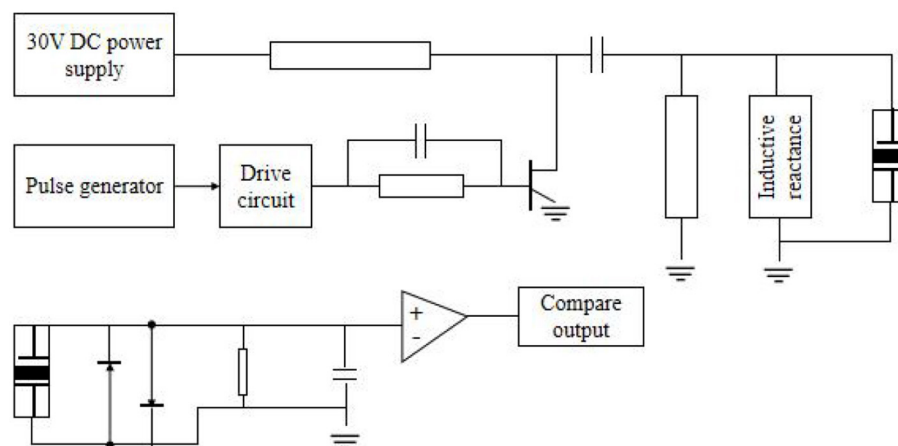 30V DC power
supply
Pulse generator
Drive
circuit
Inductive
reactance
+
-
Compare
output